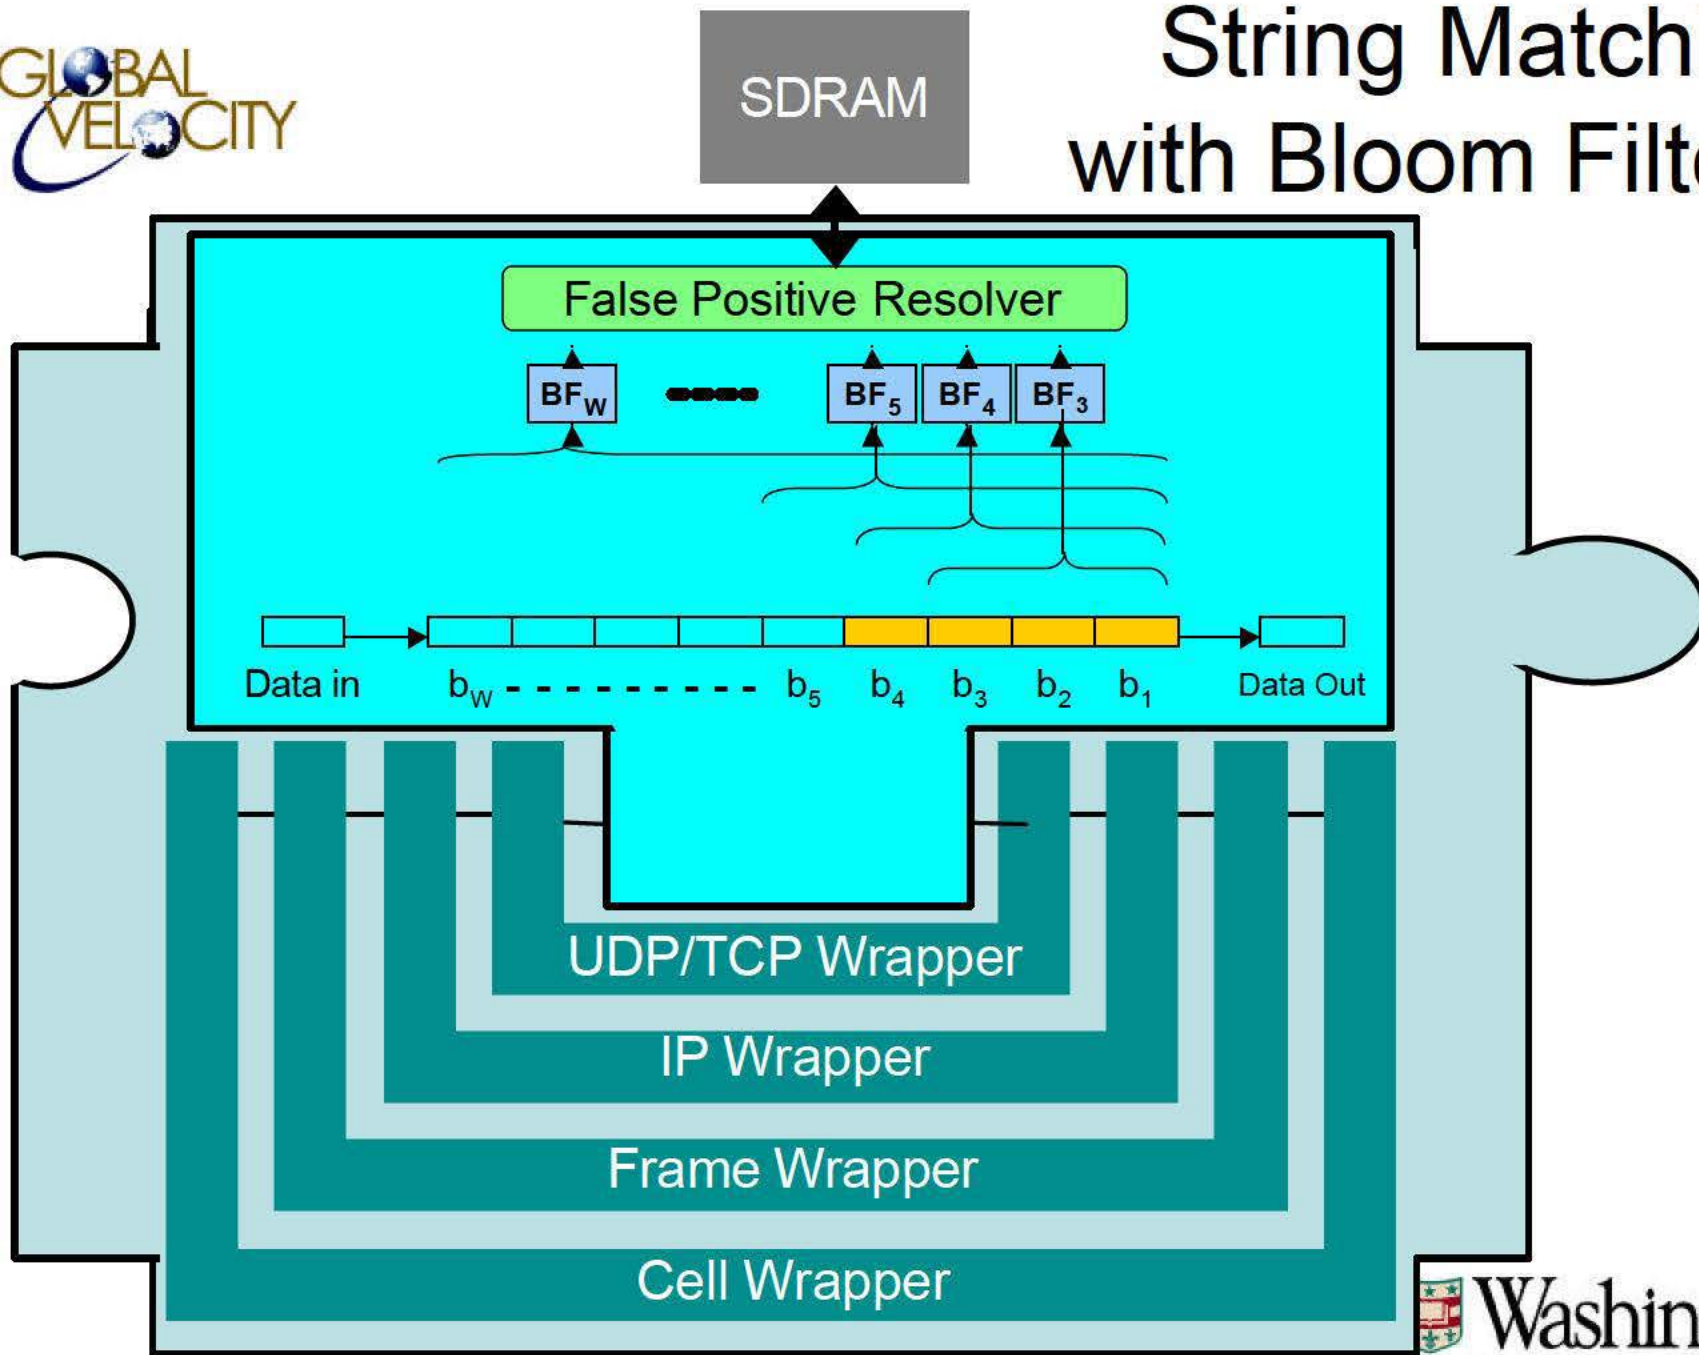 GLOBAL
VELOCITY
SDRAM
String Match
with Bloom Filt
False Positive Resolver
BFW
BF5
BF4
BF3
Data in
bW - - - - - - - - - b5 b4 b3 b2 b1
Data Out
UDP/TCP Wrapper
IP Wrapper
Frame Wrapper
Cell Wrapper
Washin